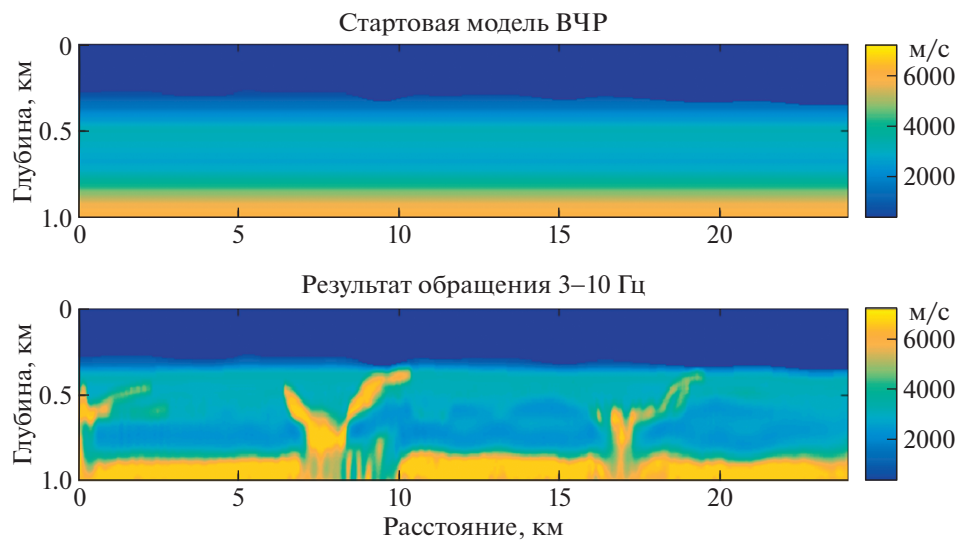 Стартовая модель ВЧР
0
0.5
1.0
Глубина, км
0 5 10 15 20
м/с
6000
4000
2000
Результат обращения 3–10 Гц
0
0.5
1.0
Глубина, км
0 5 10 15 20
Расстояние, км
м/с
6000
4000
2000